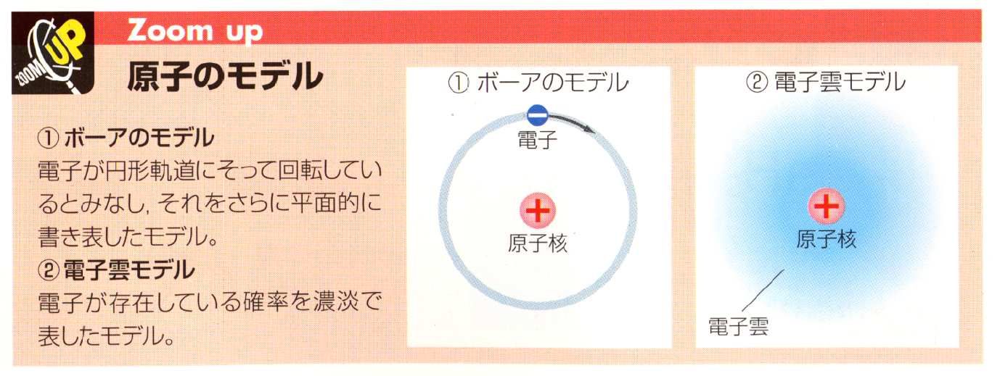 ZOOM UP
Zoom up
原子のモデル
① ボーアのモデル
電子が円形軌道にそって回転してい
るとみなし, それをさらに平面的に
書き表したモデル。
② 電子雲モデル
電子が存在している確率を濃淡で
表したモデル。
① ボーアのモデル
−
電子
+
原子核
② 電子雲モデル
+
原子核
電子雲